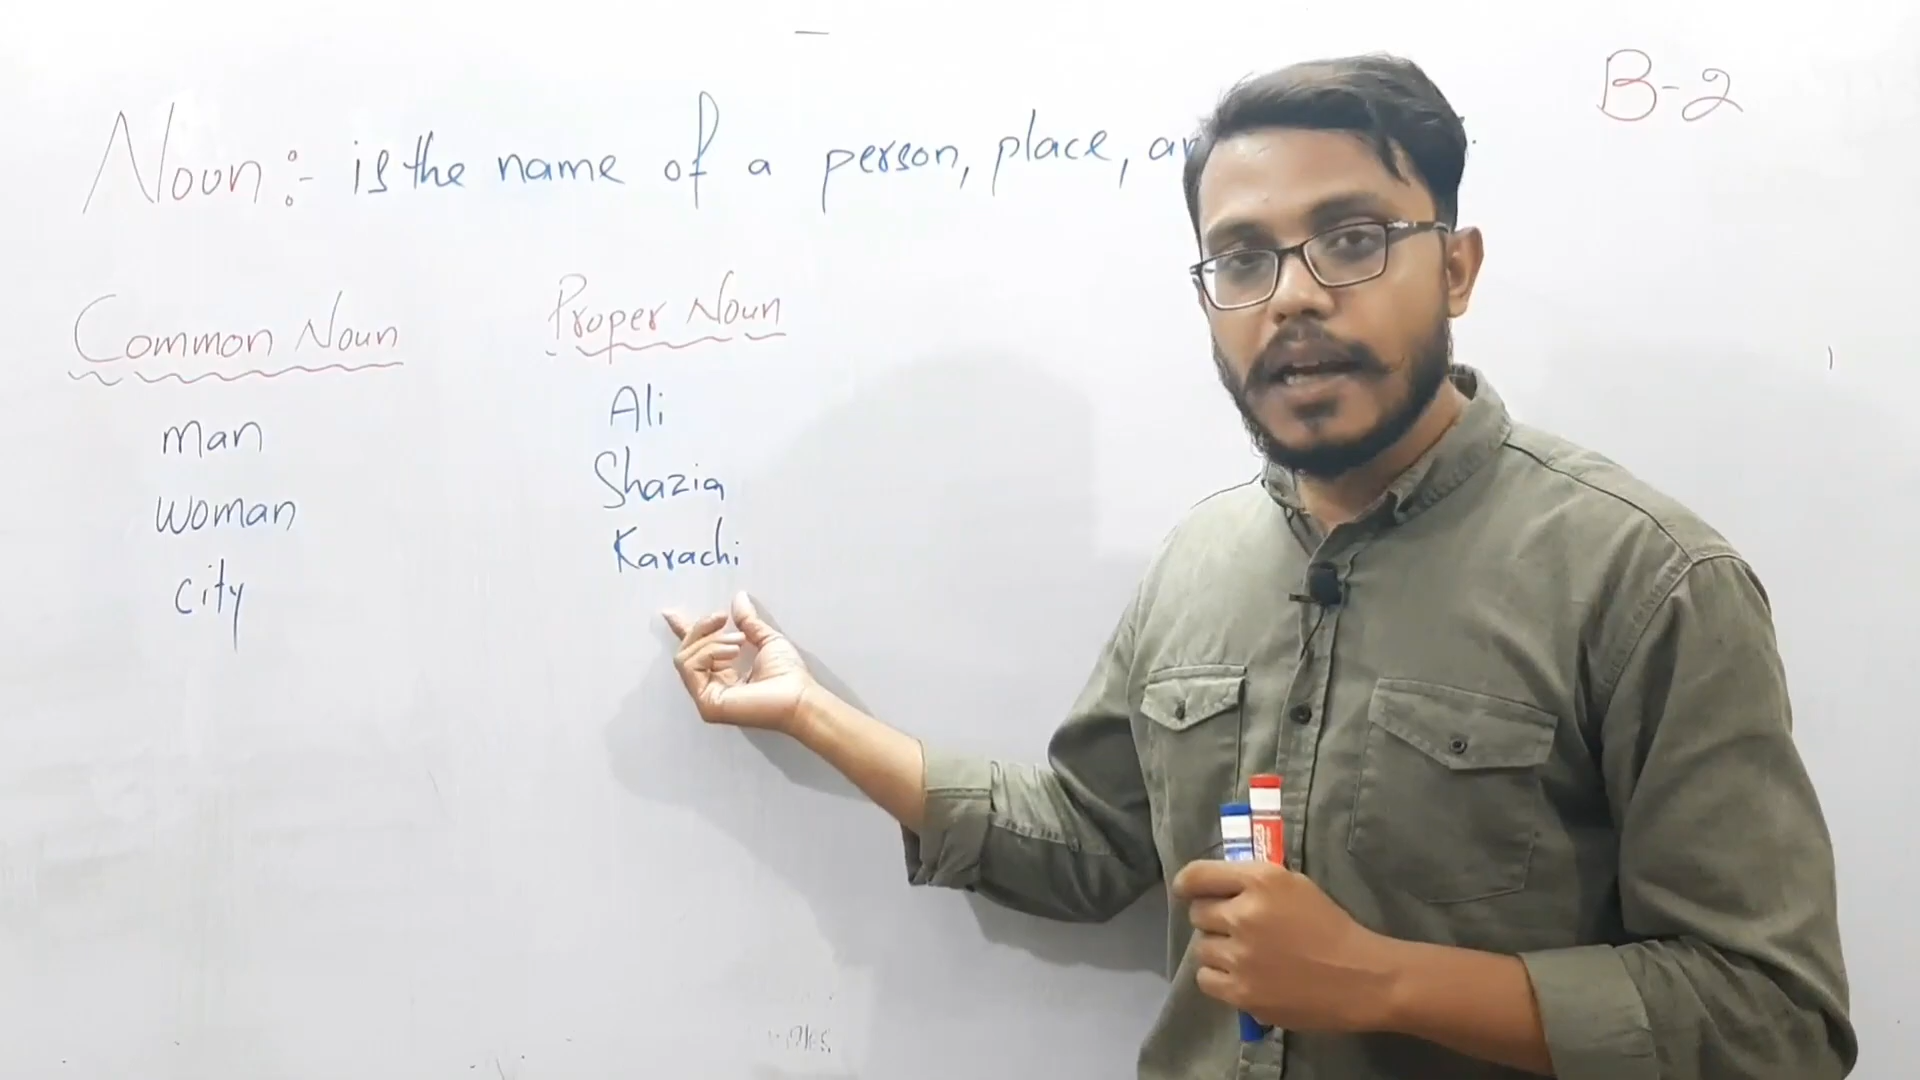 B-2
Noun:- is the name of a person, place,
Common Noun
man
woman
city
Proper Noun
Ali
Shazia
Karachi